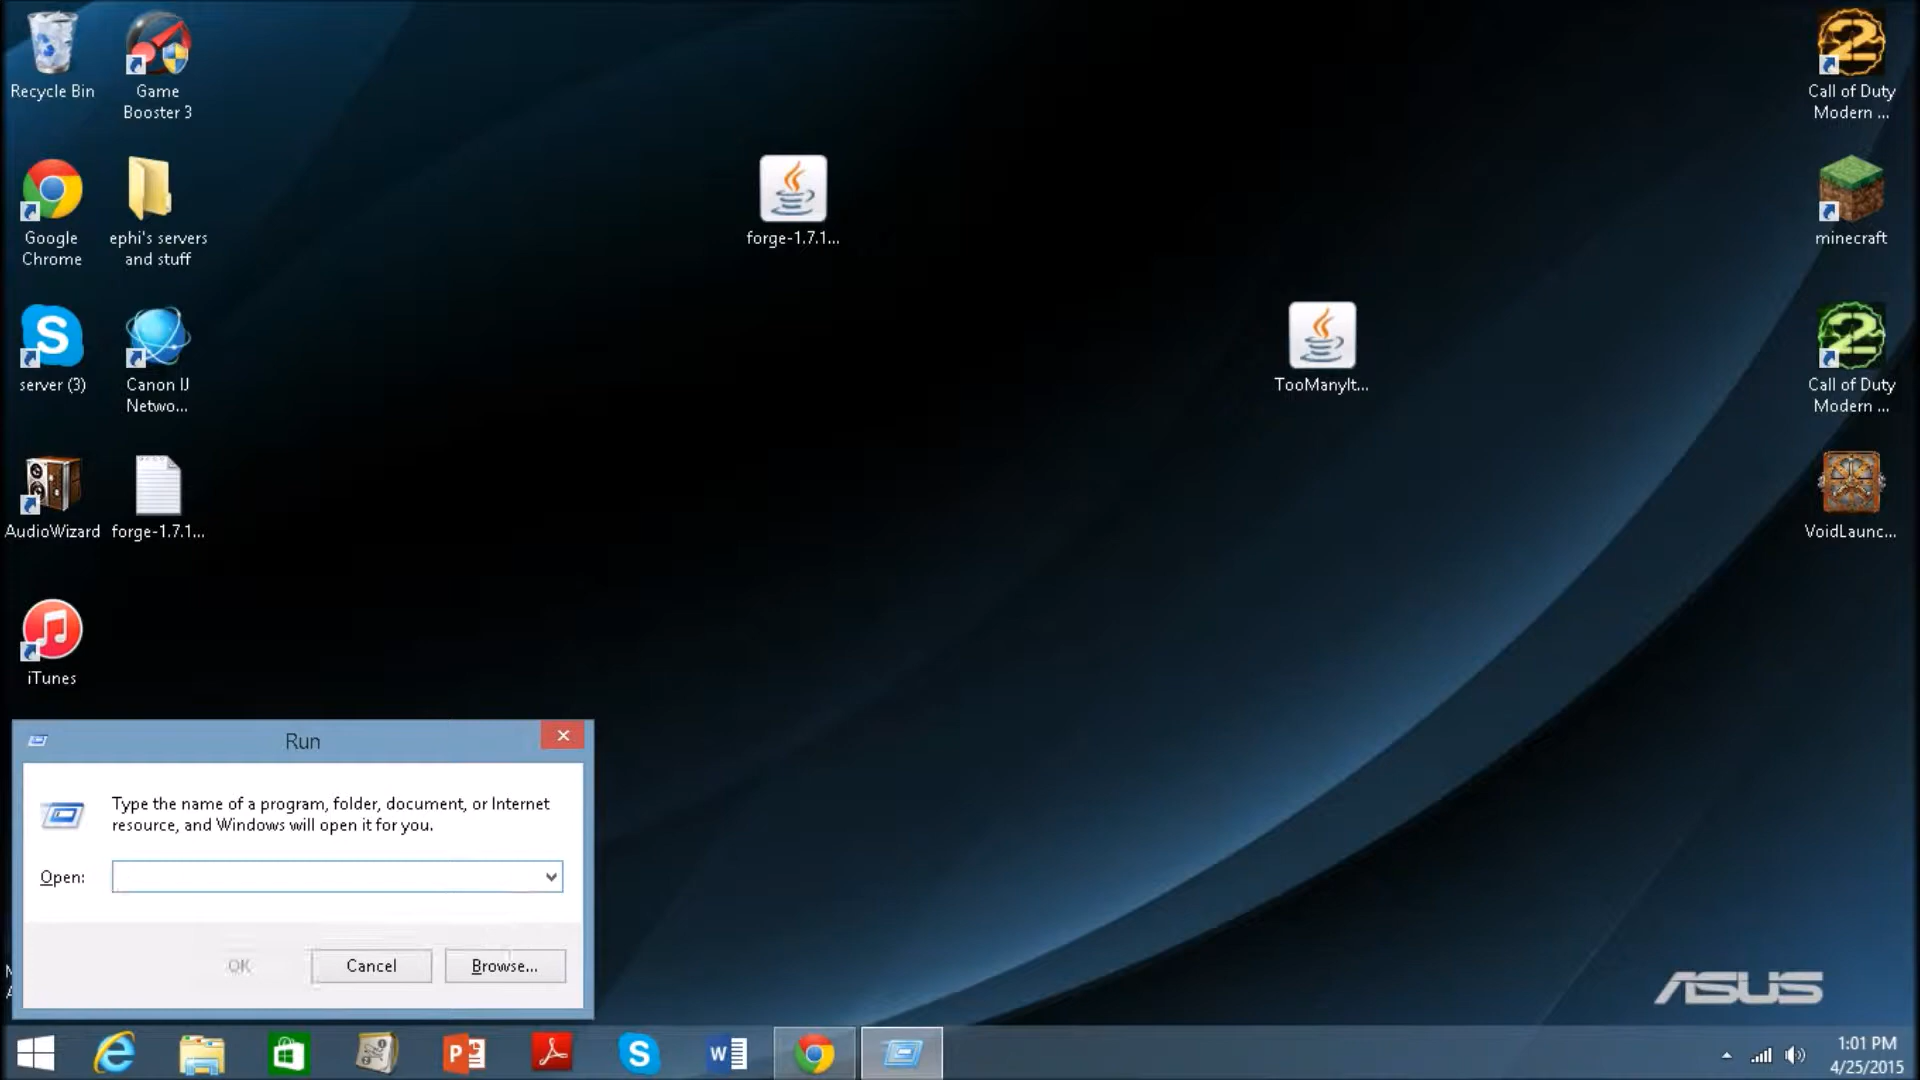 Recycle Bin
Game
Booster 3
Call of Duty
Modern ...
Google
Chrome
ephi's servers
and stuff
forge-1.7.1...
minecraft
server (3)
Canon IJ
Netwo...
TooManyIt...
Call of Duty
Modern ...
AudioWizard
forge-1.7.1...
VoidLaunc...
iTunes
Run
Type the name of a program, folder, document, or Internet
resource, and Windows will open it for you.
Open:
OK
Cancel
Browse...
ASUS
1:01 PM
4/25/2015